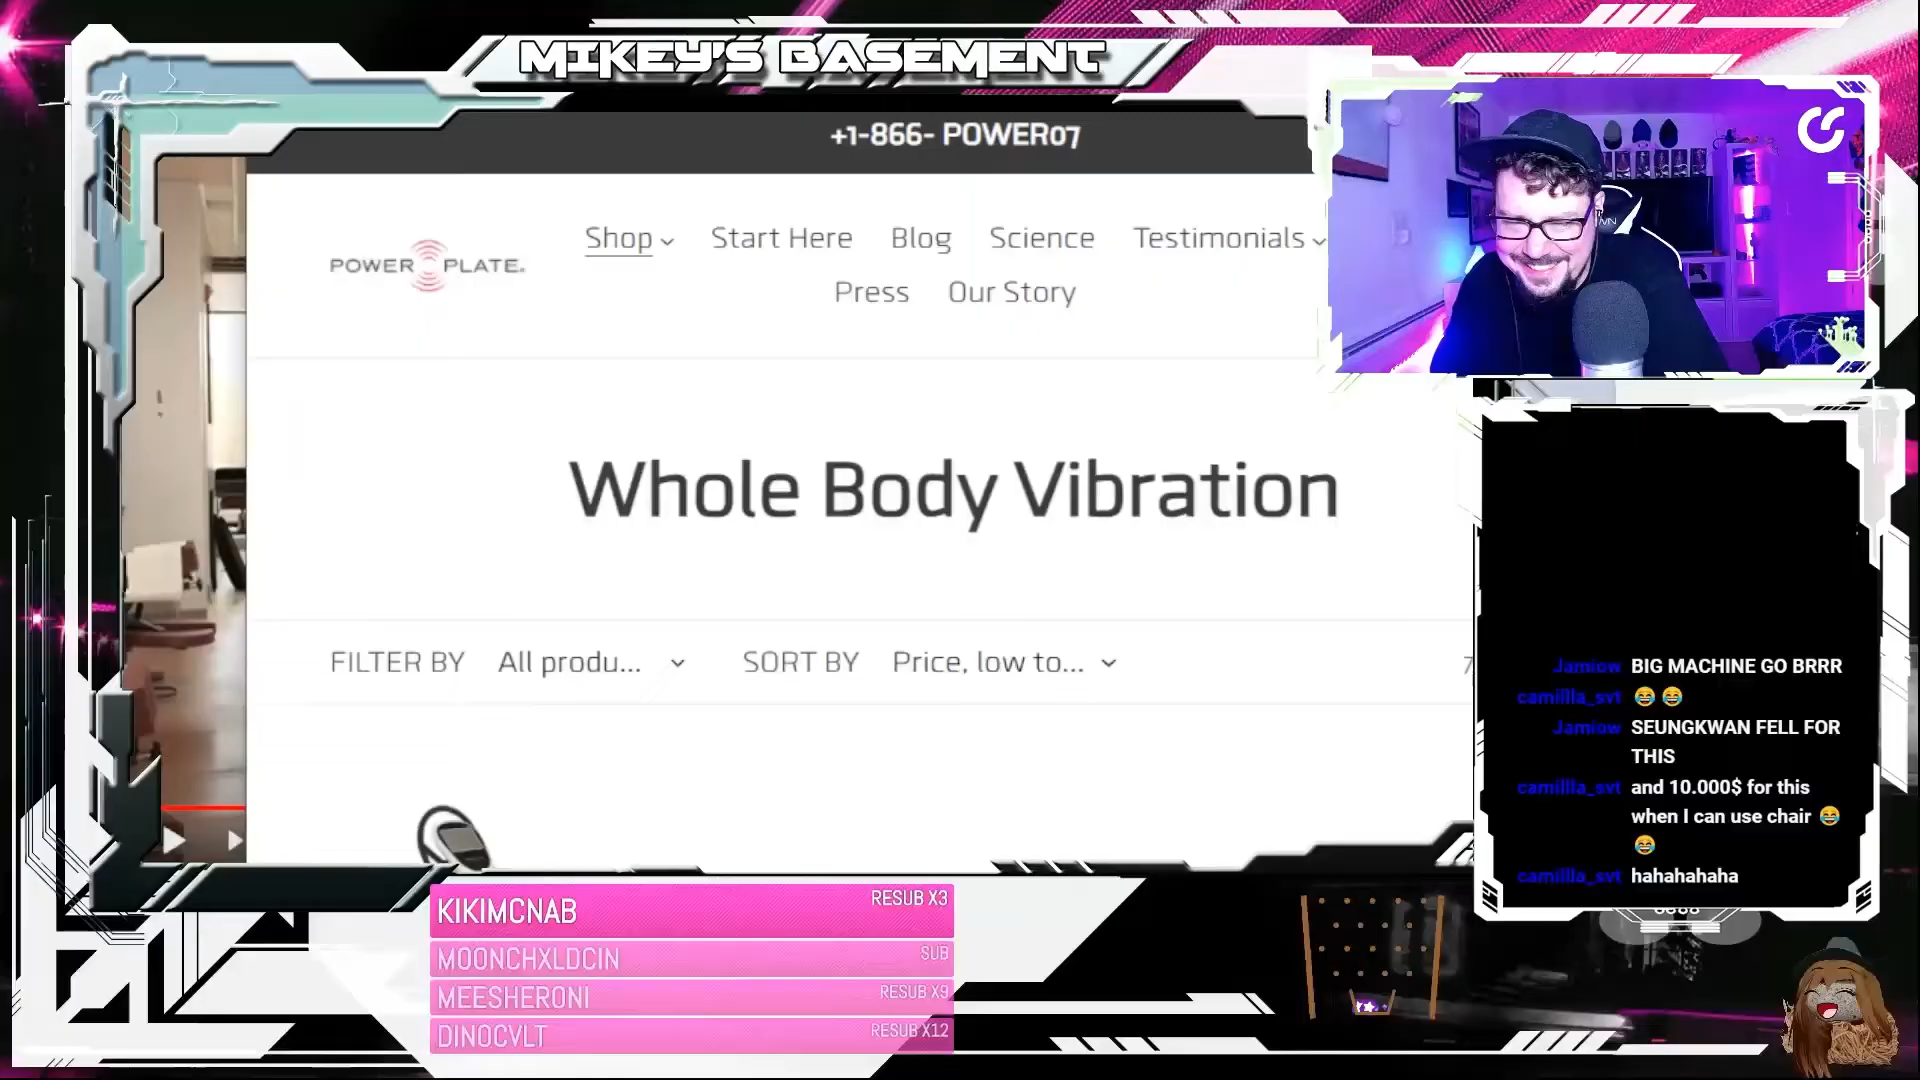 MIKEY'S BASEMENT
+1-866- POWER07
Shop Start Here Blog Science Testimonials
POWER PLATE.
Press Our Story
Whole Body Vibration
FILTER BY All produ... SORT BY Price, low to... 7
Jamiow BIG MACHINE GO BRRR
camillla_svt 😂 😂
Jamiow SEUNGKWAN FELL FOR
THIS
camillla_svt and 10.000$ for this
when I can use chair 😂
😂
camillla_svt hahahahaha
KIKIMCNAB RESUB X3
MOONCHXLDCIN SUB
MEESHERONI RESUB X9
DINOCVLT RESUB X12